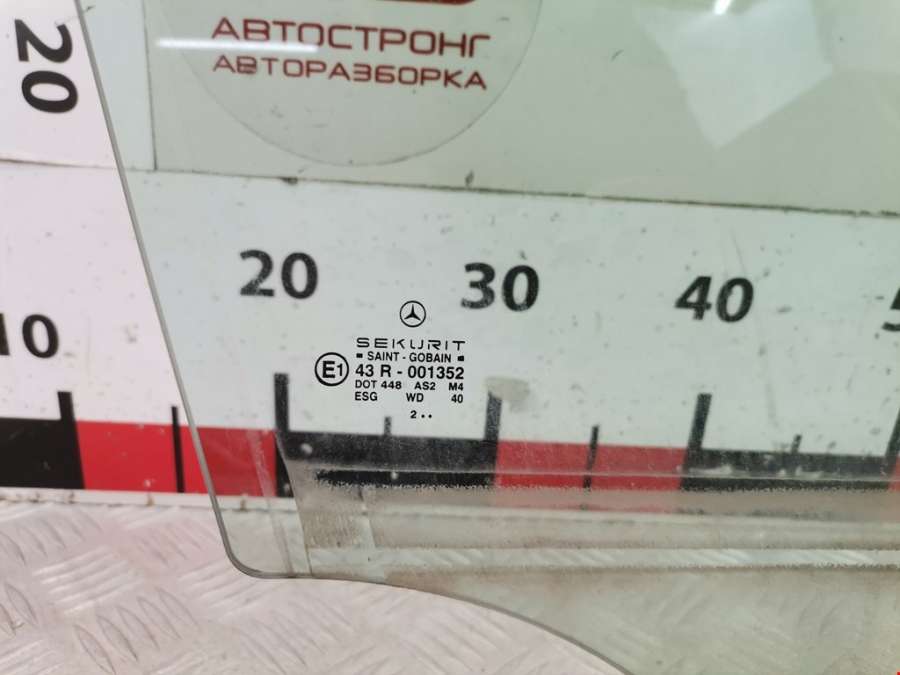 20
АВТОСТРОНГ
АВТОРАЗБОРКА
10
20
30
40
SEKURIT
SAINT - GOBAIN
E1
43 R - 001352
DOT 448 AS2 M4
ESG WD 40
2 ••